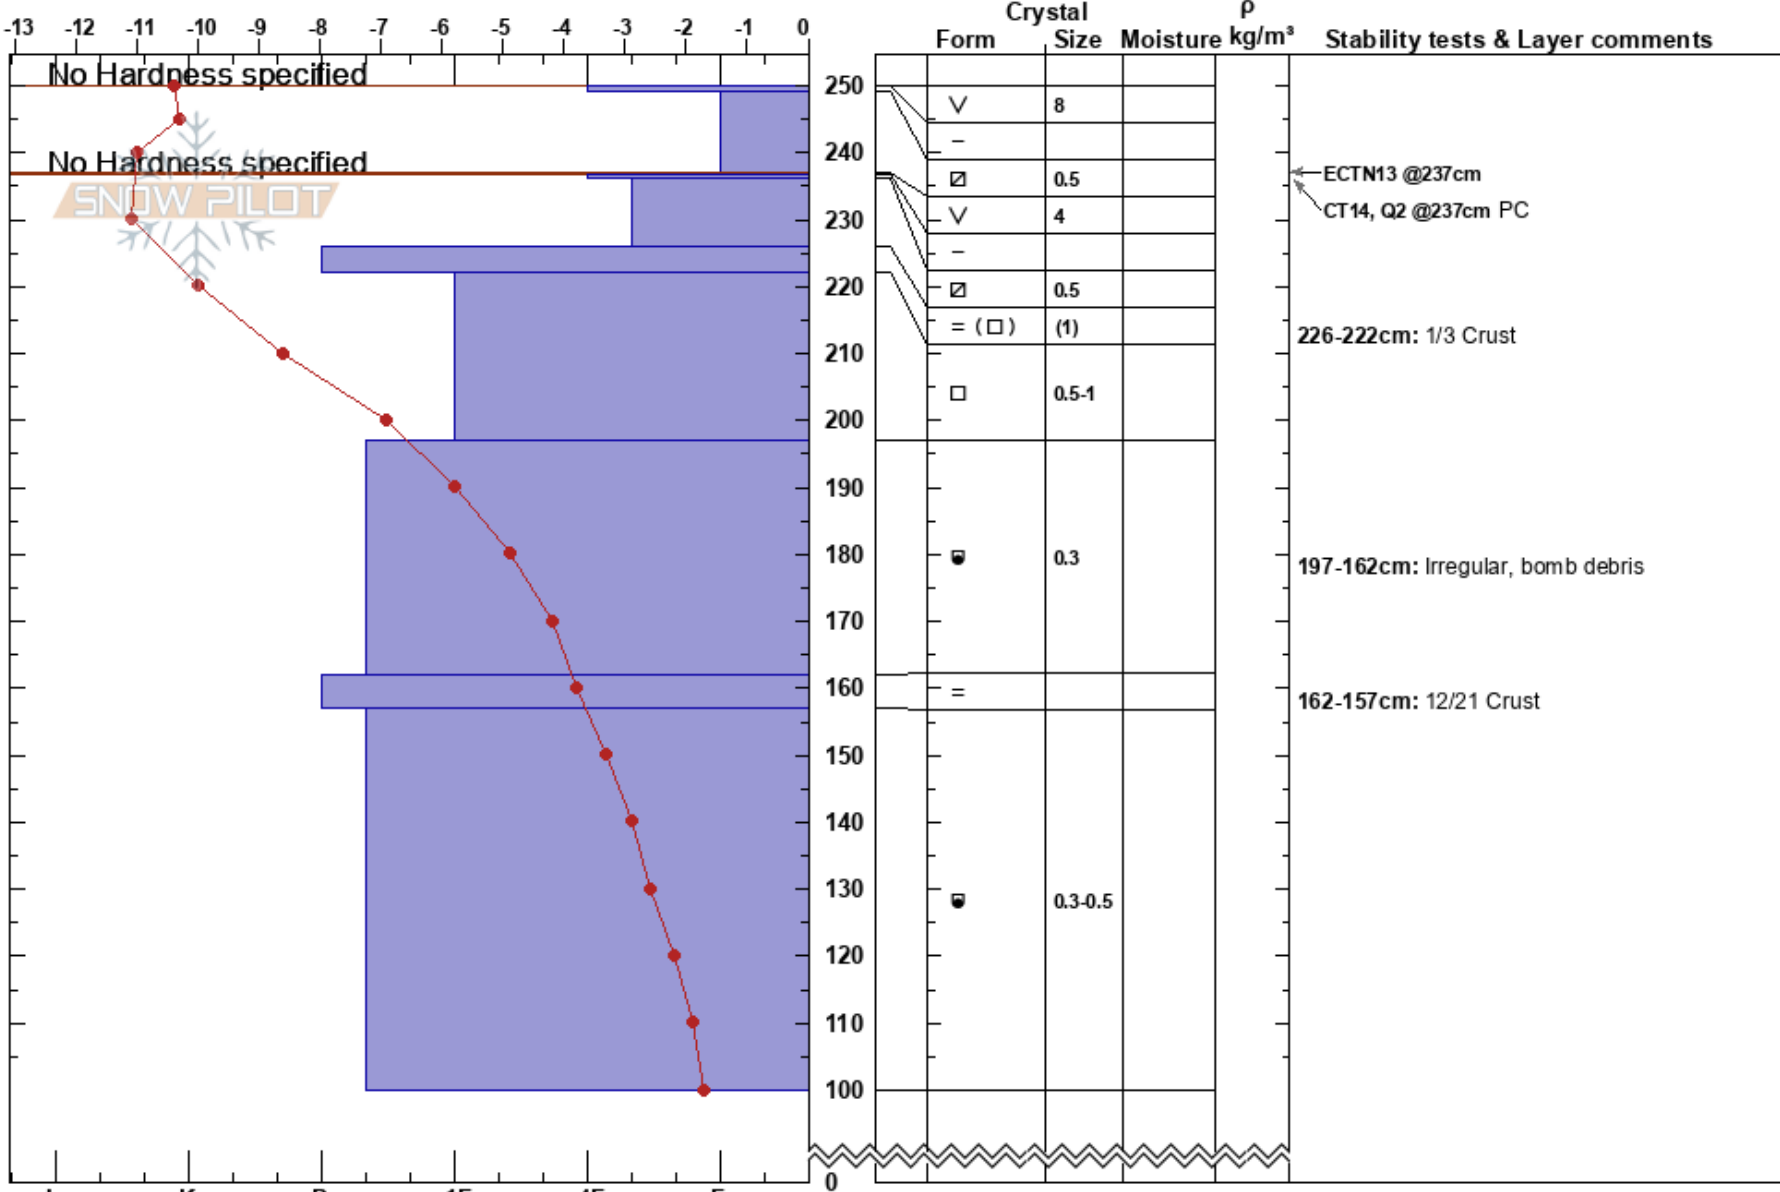 -13 -12 -11 -10 -9 -8 -7 -6 -5 -4 -3 -2 -1 0
Crystal ρ
Form Size Moisture kg/m³ Stability tests & Layer comments
No Hardness specified
250
8
240
No Hardness specified
0.5
ECTN13 @237cm
SNOW PILOT
4
CT14, Q2 @237cm PC
230
220
0.5
= ( ) (1)
226-222cm: 1/3 Crust
210
0.5-1
200
190
180
0.3
197-162cm: Irregular, bomb debris
170
160
=
162-157cm: 12/21 Crust
150
140
130
0.3-0.5
120
110
100
0